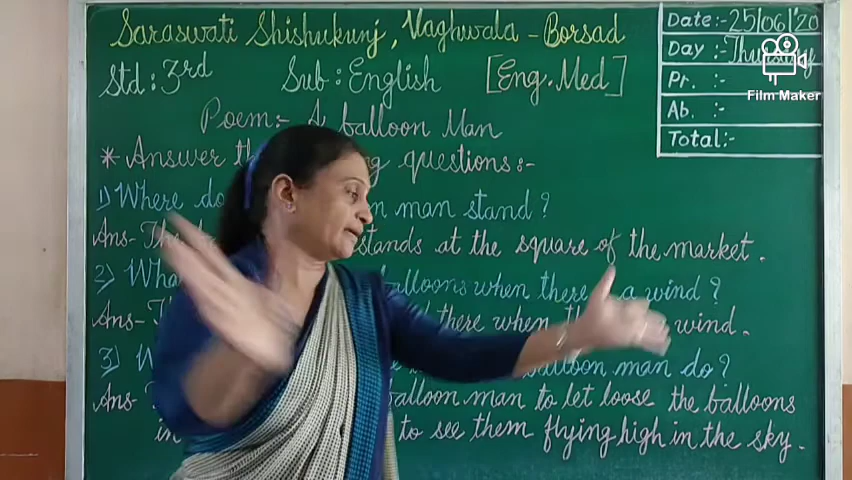 Saraswati Shishukunj, Vaghwala - Borsad
Std : 3rd Sub : English [Eng. Med]
Date :- 25/06/'20
Day :- Thursday
Pr. :-
Ab. :-
Total :-
Film Maker
Poem :- A balloon Man
* Answer the questions :-
1) Where do man stand ?
Ans- The stands at the square of the market .
2) balloons when there a wind ?
Ans- there when wind .
3) balloon man do ?
Ans- balloon man to let loose the balloons
to see them flying high in the sky .